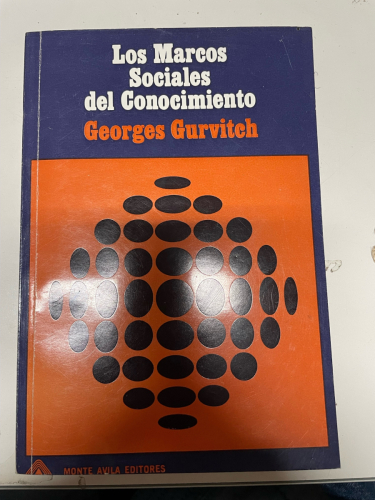 Los Marcos
Sociales
del Conocimiento
Georges Gurvitch
MONTE AVILA EDITORES